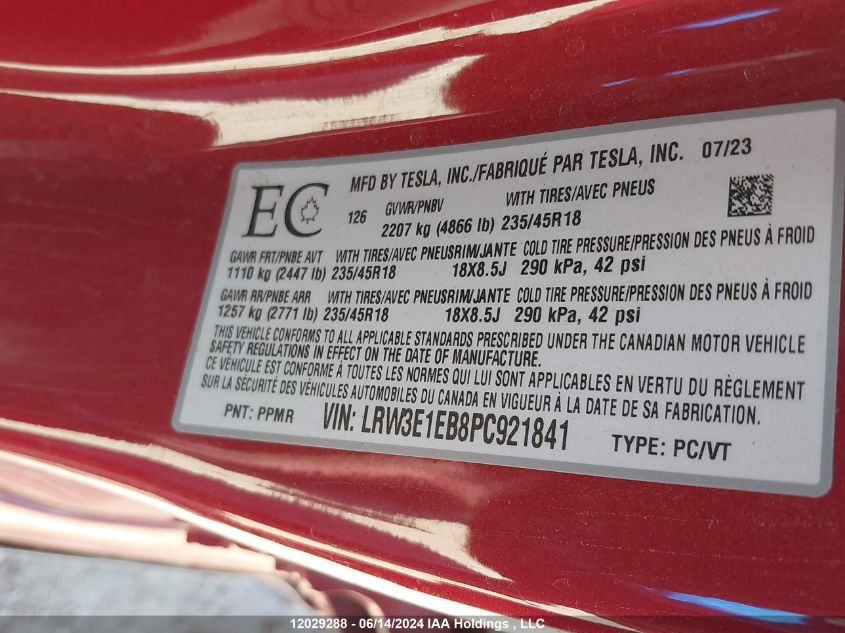 MFD BY TESLA, INC./FABRIQUÉ PAR TESLA, INC. 07/23
EC
126 GVWR/PNBV WITH TIRES/AVEC PNEUS
2207 kg (4866 lb) 235/45R18
GAWR FRT/PNBE AVT WITH TIRES/AVEC PNEUS RIM/JANTE COLD TIRE PRESSURE/PRESSION DES PNEUS À FROID
1110 kg (2447 lb) 235/45R18 18X8.5J 290 kPa, 42 psi
GAWR RR/PNBE ARR WITH TIRES/AVEC PNEUS RIM/JANTE COLD TIRE PRESSURE/PRESSION DES PNEUS À FROID
1257 kg (2771 lb) 235/45R18 18X8.5J 290 kPa, 42 psi
THIS VEHICLE CONFORMS TO ALL APPLICABLE STANDARDS PRESCRIBED UNDER THE CANADIAN MOTOR VEHICLE
SAFETY REGULATIONS IN EFFECT ON THE DATE OF MANUFACTURE.
CE VÉHICULE EST CONFORME À TOUTES LES NORMES QUI LUI SONT APPLICABLES EN VERTU DU RÈGLEMENT
SUR LA SÉCURITÉ DES VÉHICULES AUTOMOBILES DU CANADA EN VIGUEUR À LA DATE DE SA FABRICATION.
PNT: PPMR VIN: LRW3E1EB8PC921841 TYPE: PC/VT
12029288 - 06/14/2024 IAA Holdings , LLC